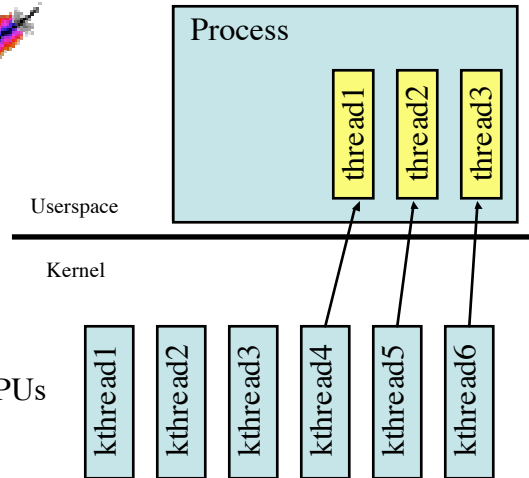 Process
thread1
thread2
thread3
Userspace
Kernel
PUs
kthread1
kthread2
kthread3
kthread4
kthread5
kthread6